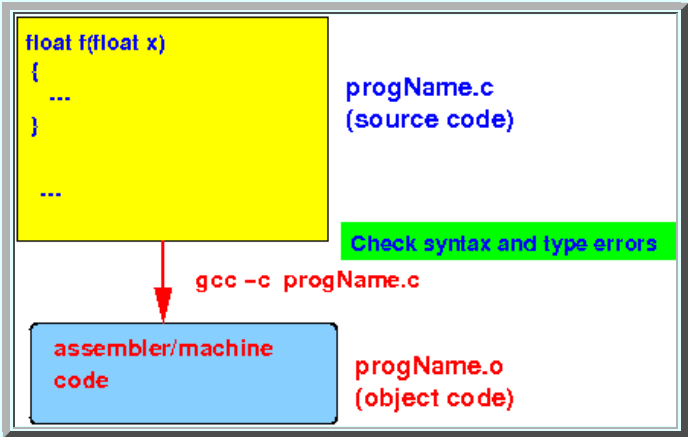 float f(float x)
{
...
}
...
progName.c
(source code)
Check syntax and type errors
gcc -c progName.c
assembler/machine
code
progName.o
(object code)